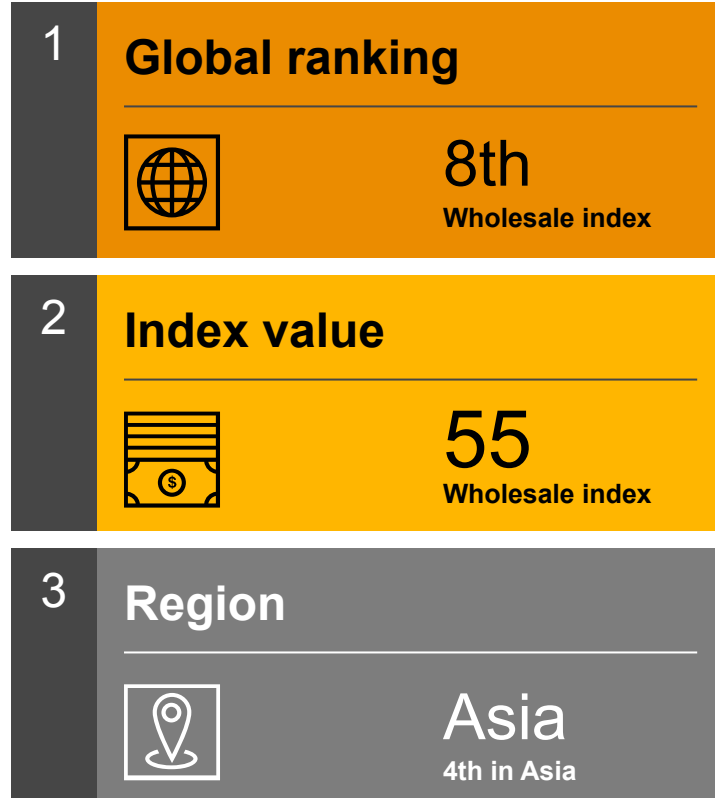 1
Global ranking
8th
Wholesale index
2
Index value
$
55
Wholesale index
3
Region
Asia
4th in Asia